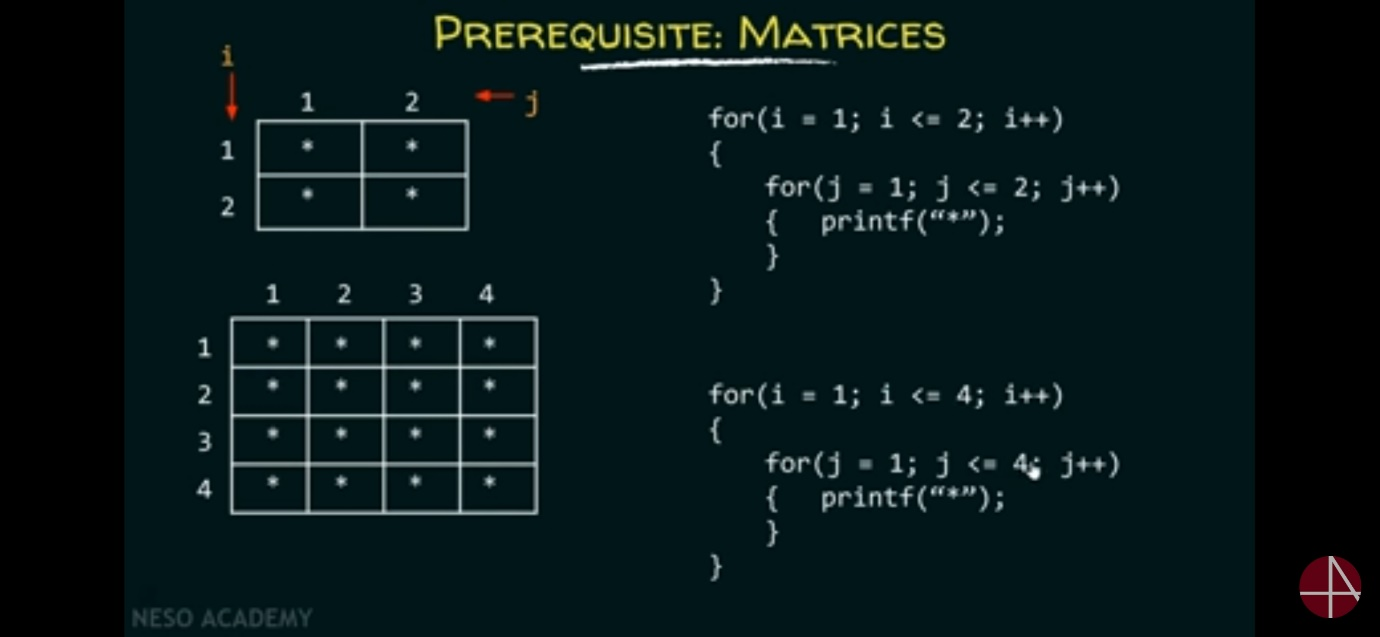 PREREQUISITE: MATRICES
i
1 2 j
1 * *
2 * *
for(i = 1; i <= 2; i++)
{
for(j = 1; j <= 2; j++)
{ printf(“*”);
}
}
1 2 3 4
1 * * * *
2 * * * *
3 * * * *
4 * * * *
for(i = 1; i <= 4; i++)
{
for(j = 1; j <= 4; j++)
{ printf(“*”);
}
}
NESO ACADEMY